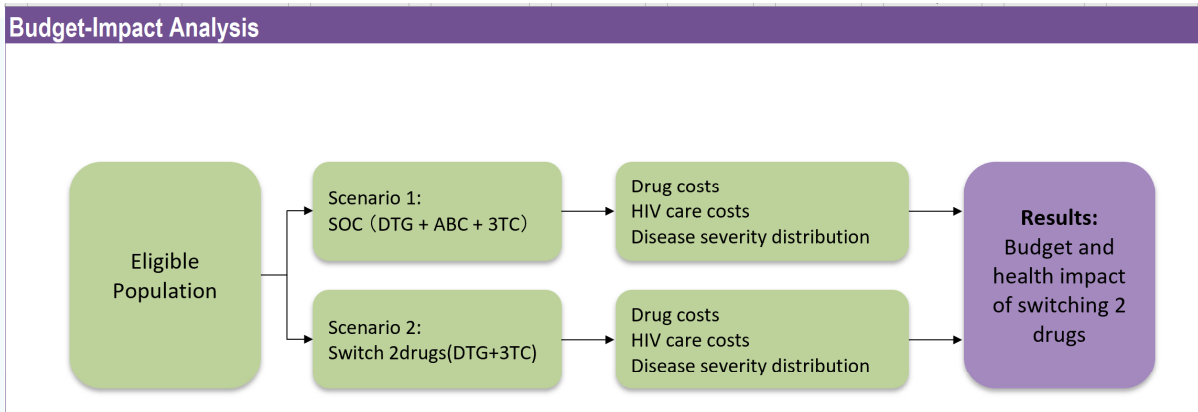 Budget-Impact Analysis
Eligible
Population
Scenario 1:
SOC（DTG + ABC + 3TC）
Drug costs
HIV care costs
Disease severity distribution
Scenario 2:
Switch 2drugs(DTG+3TC)
Drug costs
HIV care costs
Disease severity distribution
Results:
Budget and
health impact
of switching 2
drugs